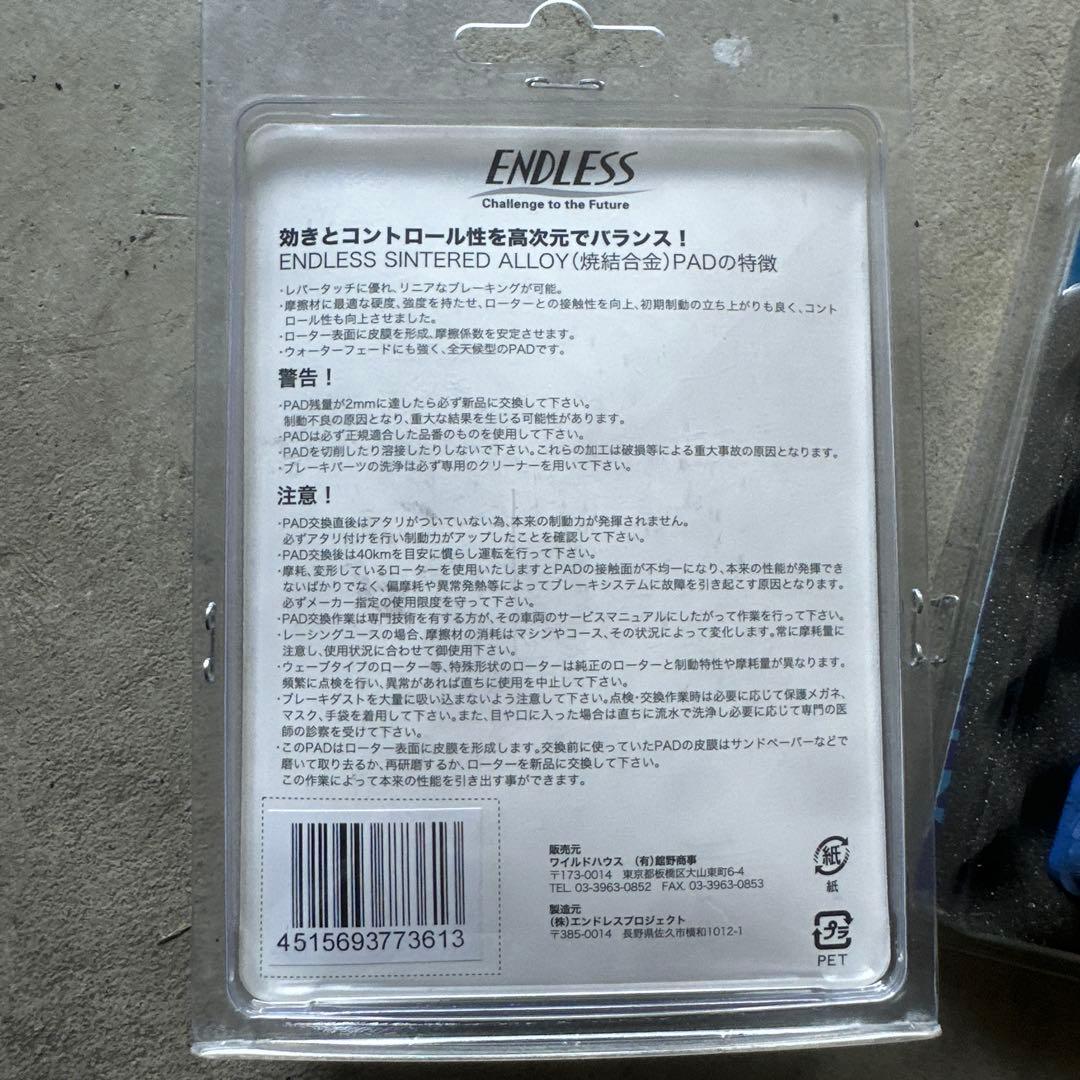 ENDLESS
Challenge to the Future
効きとコントロール性を高次元でバランス！
ENDLESS SINTERED ALLOY(焼結合金)PADの特徴
・レバータッチに優れ、リニアなブレーキングが可能。
・摩擦材に最適な硬度、強度を持たせ、ローターとの接触性を向上、初期制動の立ち上がりも良く、コント
ロール性も向上させました。
・ローター表面に皮膜を形成、摩擦係数を安定させます。
・ウォーターフェードにも強く、全天候型のPADです。
警告！
・PAD残量が2mmに達したら必ず新品に交換して下さい。
制動不良の原因となり、重大な結果を生じる可能性があります。
・PADは必ず正規適合した品番のものを使用して下さい。
・PADを切削したり溶接したりしないで下さい。これらの加工は破損等による重大事故の原因となります。
・ブレーキパーツの洗浄は必ず専用のクリーナーを用いて下さい。
注意！
・PAD交換直後はアタリがついていない為、本来の制動力が発揮されません。
必ずアタリ付けを行い制動力がアップしたことを確認して下さい。
・PAD交換後は40kmを目安に慣らし運転を行って下さい。
・摩耗、変形しているローターを使用いたしますとPADの接触面が不均一になり、本来の性能が発揮でき
ないばかりでなく、偏摩耗や異常発熱等によってブレーキシステムに故障を引き起こす原因となります。
必ずメーカー指定の使用限度を守って下さい。
・PAD交換作業は専門技術を有する方が、その車両のサービスマニュアルにしたがって作業を行って下さい。
・レーシングユースの場合、摩擦材の消耗はマシンやコース、その状況によって変化します。常に摩耗量に
注意し、使用状況に合わせて御使用下さい。
・ウェーブタイプのローター等、特殊形状のローターは純正のローターと制動特性や摩耗量が異なります。
頻繁に点検を行い、異常があれば直ちに使用を中止して下さい。
・ブレーキダストを大量に吸い込まないよう注意して下さい。点検・交換作業時は必要に応じて保護メガネ、
マスク、手袋を着用して下さい。また、目や口に入った場合は直ちに流水で洗浄し必要に応じて専門の医
師の診察を受けて下さい。
・このPADはローター表面に皮膜を形成します。交換前に使っていたPADの皮膜はサンドペーパーなどで
磨いて取り去るか、再研磨するか、ローターを新品に交換して下さい。
この作業によって本来の性能を引き出す事ができます。
4515693773613
販売元
ワイルドハウス (有)館野商事
〒173-0014 東京都板橋区大山東町6-4
TEL. 03-3963-0852 FAX. 03-3963-0853
製造元
(株)エンドレスプロジェクト
〒385-0014 長野県佐久市横和1012-1
紙
紙
プラ
PET